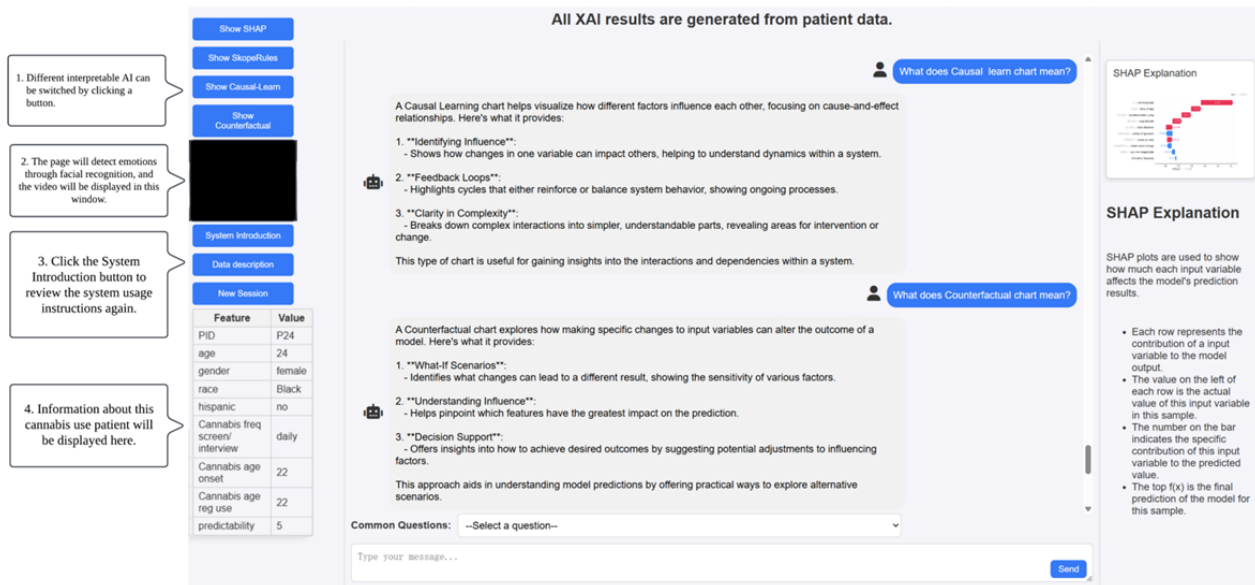 All XAI results are generated from patient data.
1. Different interpretable AI can
be switched by clicking a
button.
2. The page will detect emotions
through facial recognition, and
the video will be displayed in this
window.
3. Click the System
Introduction button to
review the system usage
instructions again.
4. Information about this
cannabis use patient will
be displayed here.
Show SHAP
Show SkopeRules
Show Causal-Learn
Show
Counterfactual
System Introduction
Data description
New Session
Feature Value
PID P24
age 24
gender female
race Black
hispanic no
Cannabis freq
screen/
interview
daily
Cannabis age
onset
22
Cannabis age
reg use
22
predictability 5
What does Causal learn chart mean?
A Causal Learning chart helps visualize how different factors influence each other, focusing on cause-and-effect
relationships. Here's what it provides:
1. **Identifying Influence**:
- Shows how changes in one variable can impact others, helping to understand dynamics within a system.
2. **Feedback Loops**:
- Highlights cycles that either reinforce or balance system behavior, showing ongoing processes.
3. **Clarity in Complexity**:
- Breaks down complex interactions into simpler, understandable parts, revealing areas for intervention or
change.
This type of chart is useful for gaining insights into the interactions and dependencies within a system.
What does Counterfactual chart mean?
A Counterfactual chart explores how making specific changes to input variables can alter the outcome of a
model. Here's what it provides:
1. **What-If Scenarios**:
- Identifies what changes can lead to a different result, showing the sensitivity of various factors.
2. **Understanding Influence**:
- Helps pinpoint which features have the greatest impact on the prediction.
3. **Decision Support**:
- Offers insights into how to achieve desired outcomes by suggesting potential adjustments to influencing
factors.
This approach aids in understanding model predictions by offering practical ways to explore alternative
scenarios.
Common Questions: --Select a question--
Type your message...
Send
SHAP Explanation
SHAP Explanation
SHAP plots are used to show
how much each input variable
affects the model's prediction
results.
• Each row represents the
contribution of a input
variable to the model
output.
• The value on the left of
each row is the actual
value of this input variable
in this sample.
• The number on the bar
indicates the specific
contribution of this input
variable to the predicted
value.
• The top f(x) is the final
prediction of the model for
this sample.